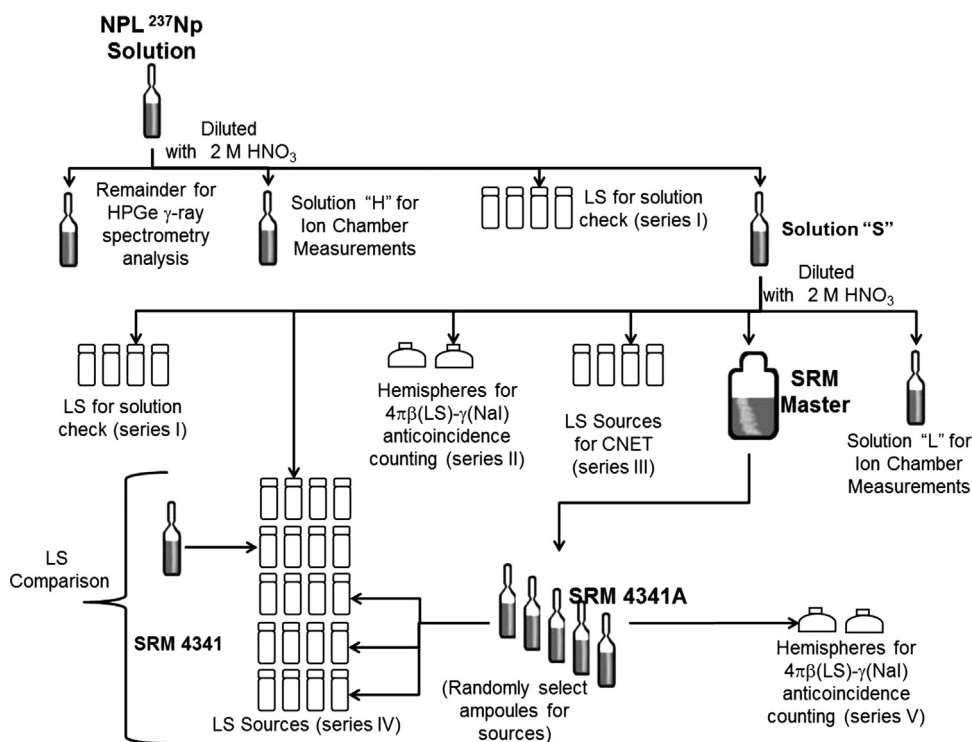 NPL ²³⁷Np
Solution
Diluted
with 2 M HNO₃
Remainder for
HPGe γ-ray
spectrometry
analysis
Solution “H” for
Ion Chamber
Measurements
LS for solution
check (series I)
Solution “S”
Diluted
with 2 M HNO₃
LS for solution
check (series I)
Hemispheres for
4πβ(LS)-γ(NaI)
anticoincidence
counting (series II)
LS Sources
for CNET
(series III)
SRM
Master
Solution “L” for
Ion Chamber
Measurements
LS
Comparison
SRM 4341
LS Sources (series IV)
SRM 4341A
(Randomly select
ampoules for
sources)
Hemispheres for
4πβ(LS)-γ(NaI)
anticoincidence
counting (series V)